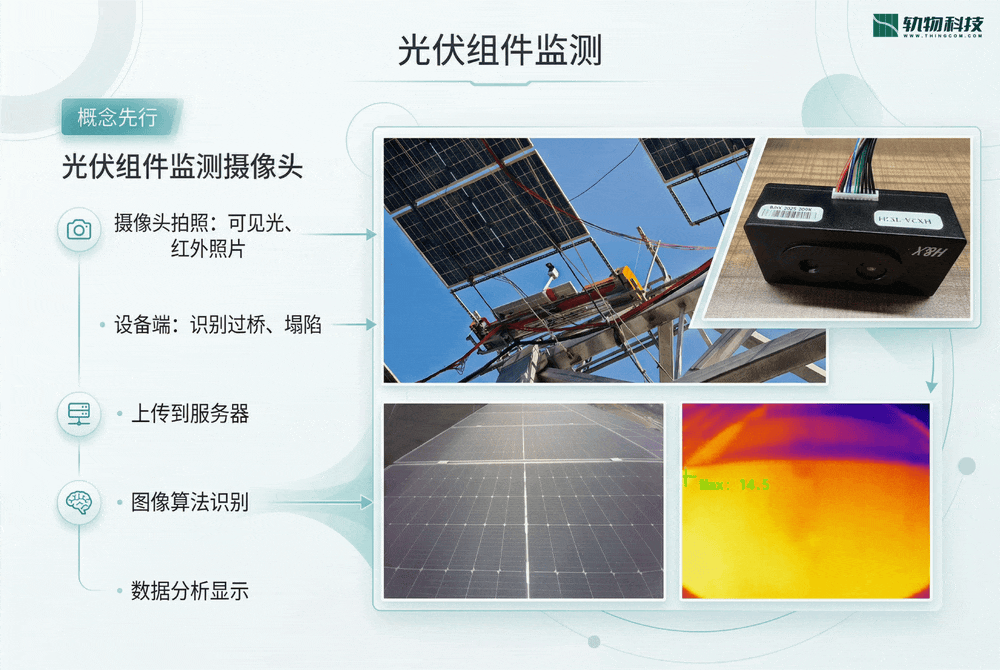 轨物科技
WWW.THINGCOM.COM
光伏组件监测
概念先行
光伏组件监测摄像头
摄像头拍照：可见光、
红外照片
设备端：识别过桥、塌陷
上传到服务器
图像算法识别
数据分析显示
H&X
Max: 14.5